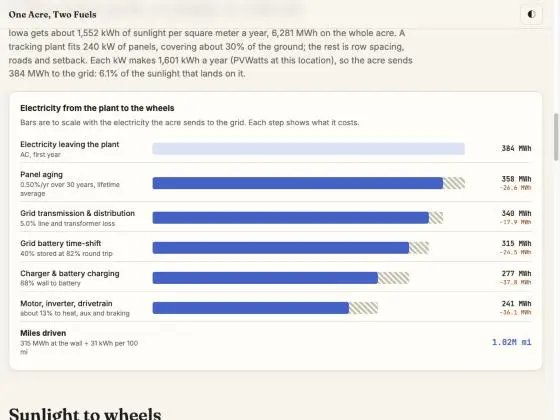 One Acre, Two Fuels
Iowa gets about 1,552 kWh of sunlight per square meter a year, 6,281 MWh on the whole acre. A
tracking plant fits 240 kW of panels, covering about 30% of the ground; the rest is row spacing,
roads and setback. Each kW makes 1,601 kWh a year (PVWatts at this location), so the acre sends
384 MWh to the grid: 6.1% of the sunlight that lands on it.
Electricity from the plant to the wheels
Bars are to scale with the electricity the acre sends to the grid. Each step shows what it costs.
Electricity leaving the plant
AC, first year
384 MWh
Panel aging
0.50%/yr over 30 years, lifetime
average
358 MWh
-26.6 MWh
Grid transmission & distribution
5.0% line and transformer loss
340 MWh
-17.9 MWh
Grid battery time-shift
40% stored at 82% round trip
315 MWh
-24.5 MWh
Charger & battery charging
88% wall to battery
277 MWh
-37.8 MWh
Motor, inverter, drivetrain
about 13% to heat, aux and braking
241 MWh
-36.1 MWh
Miles driven
315 MWh at the wall ÷ 31 kWh per 100
mi
1.02M mi
Sunlight to wheels